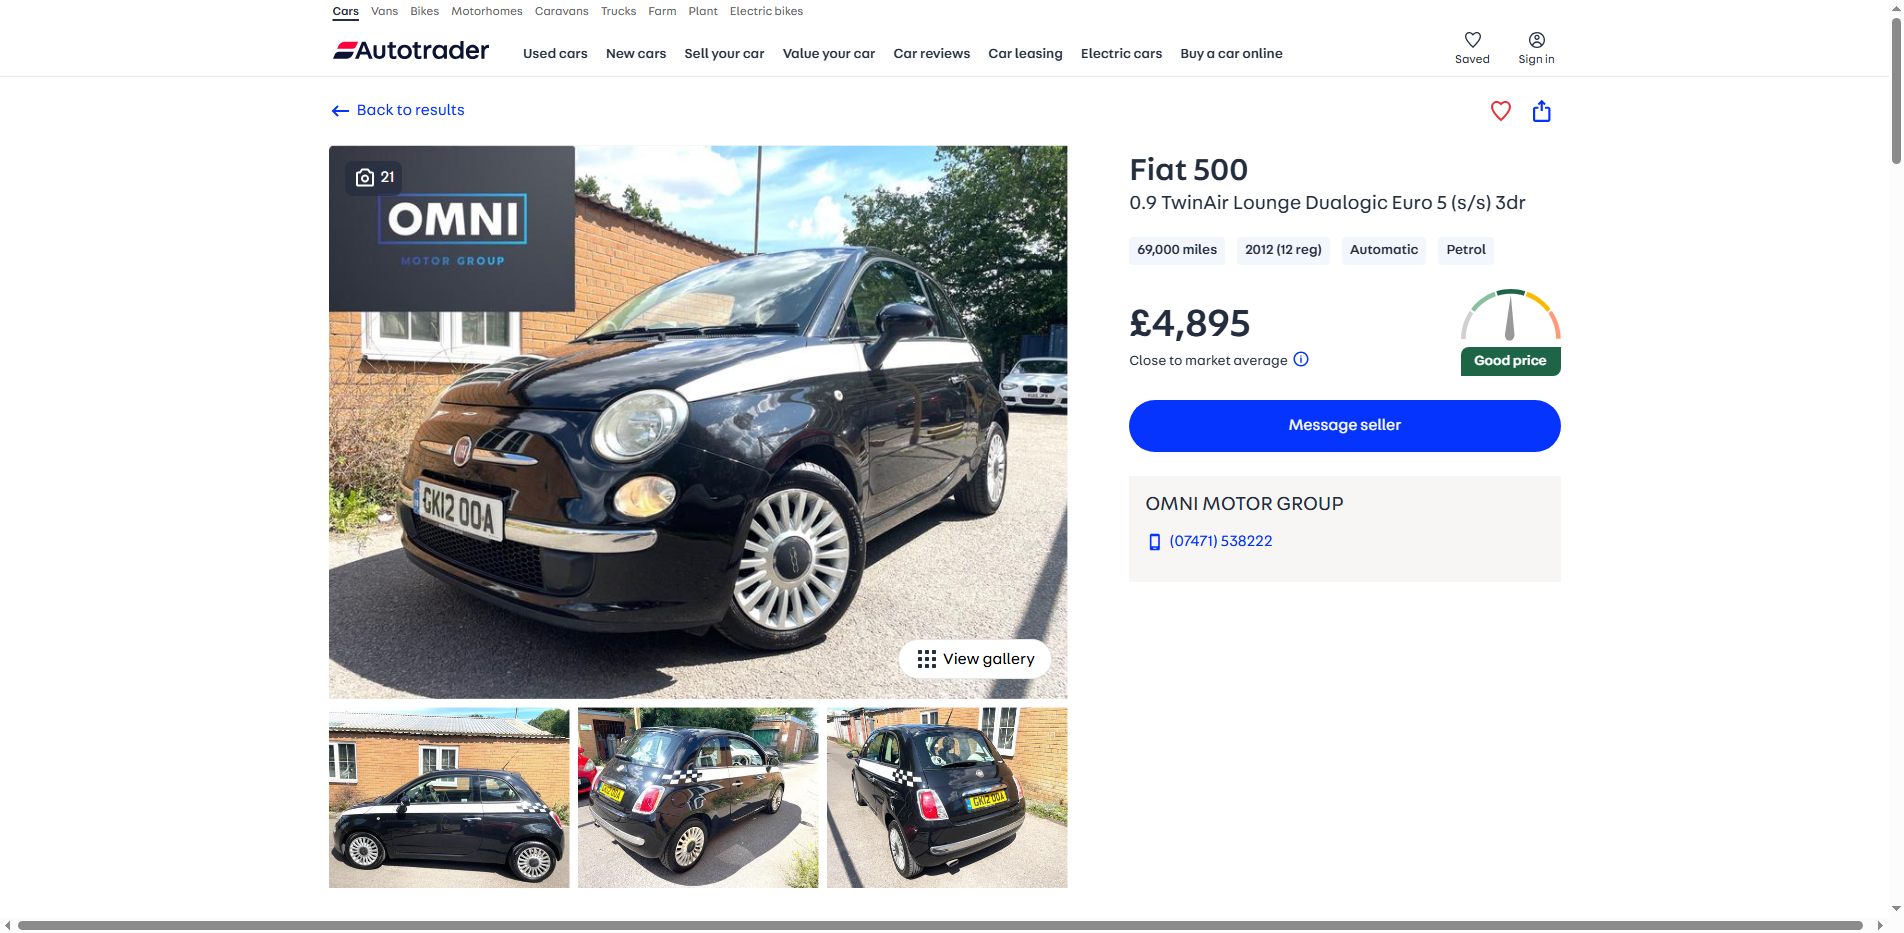 Cars Vans Bikes Motorhomes Caravans Trucks Farm Plant Electric bikes
Autotrader
Used cars New cars Sell your car Value your car Car reviews Car leasing Electric cars Buy a car online
Saved Sign in
Back to results
21
OMNI
MOTOR GROUP
GK12 OOA
View gallery
Fiat 500
0.9 TwinAir Lounge Dualogic Euro 5 (s/s) 3dr
69,000 miles 2012 (12 reg) Automatic Petrol
£4,895
Close to market average
Good price
Message seller
OMNI MOTOR GROUP
(07471) 538222
GK12 OOA
GK12 OOA